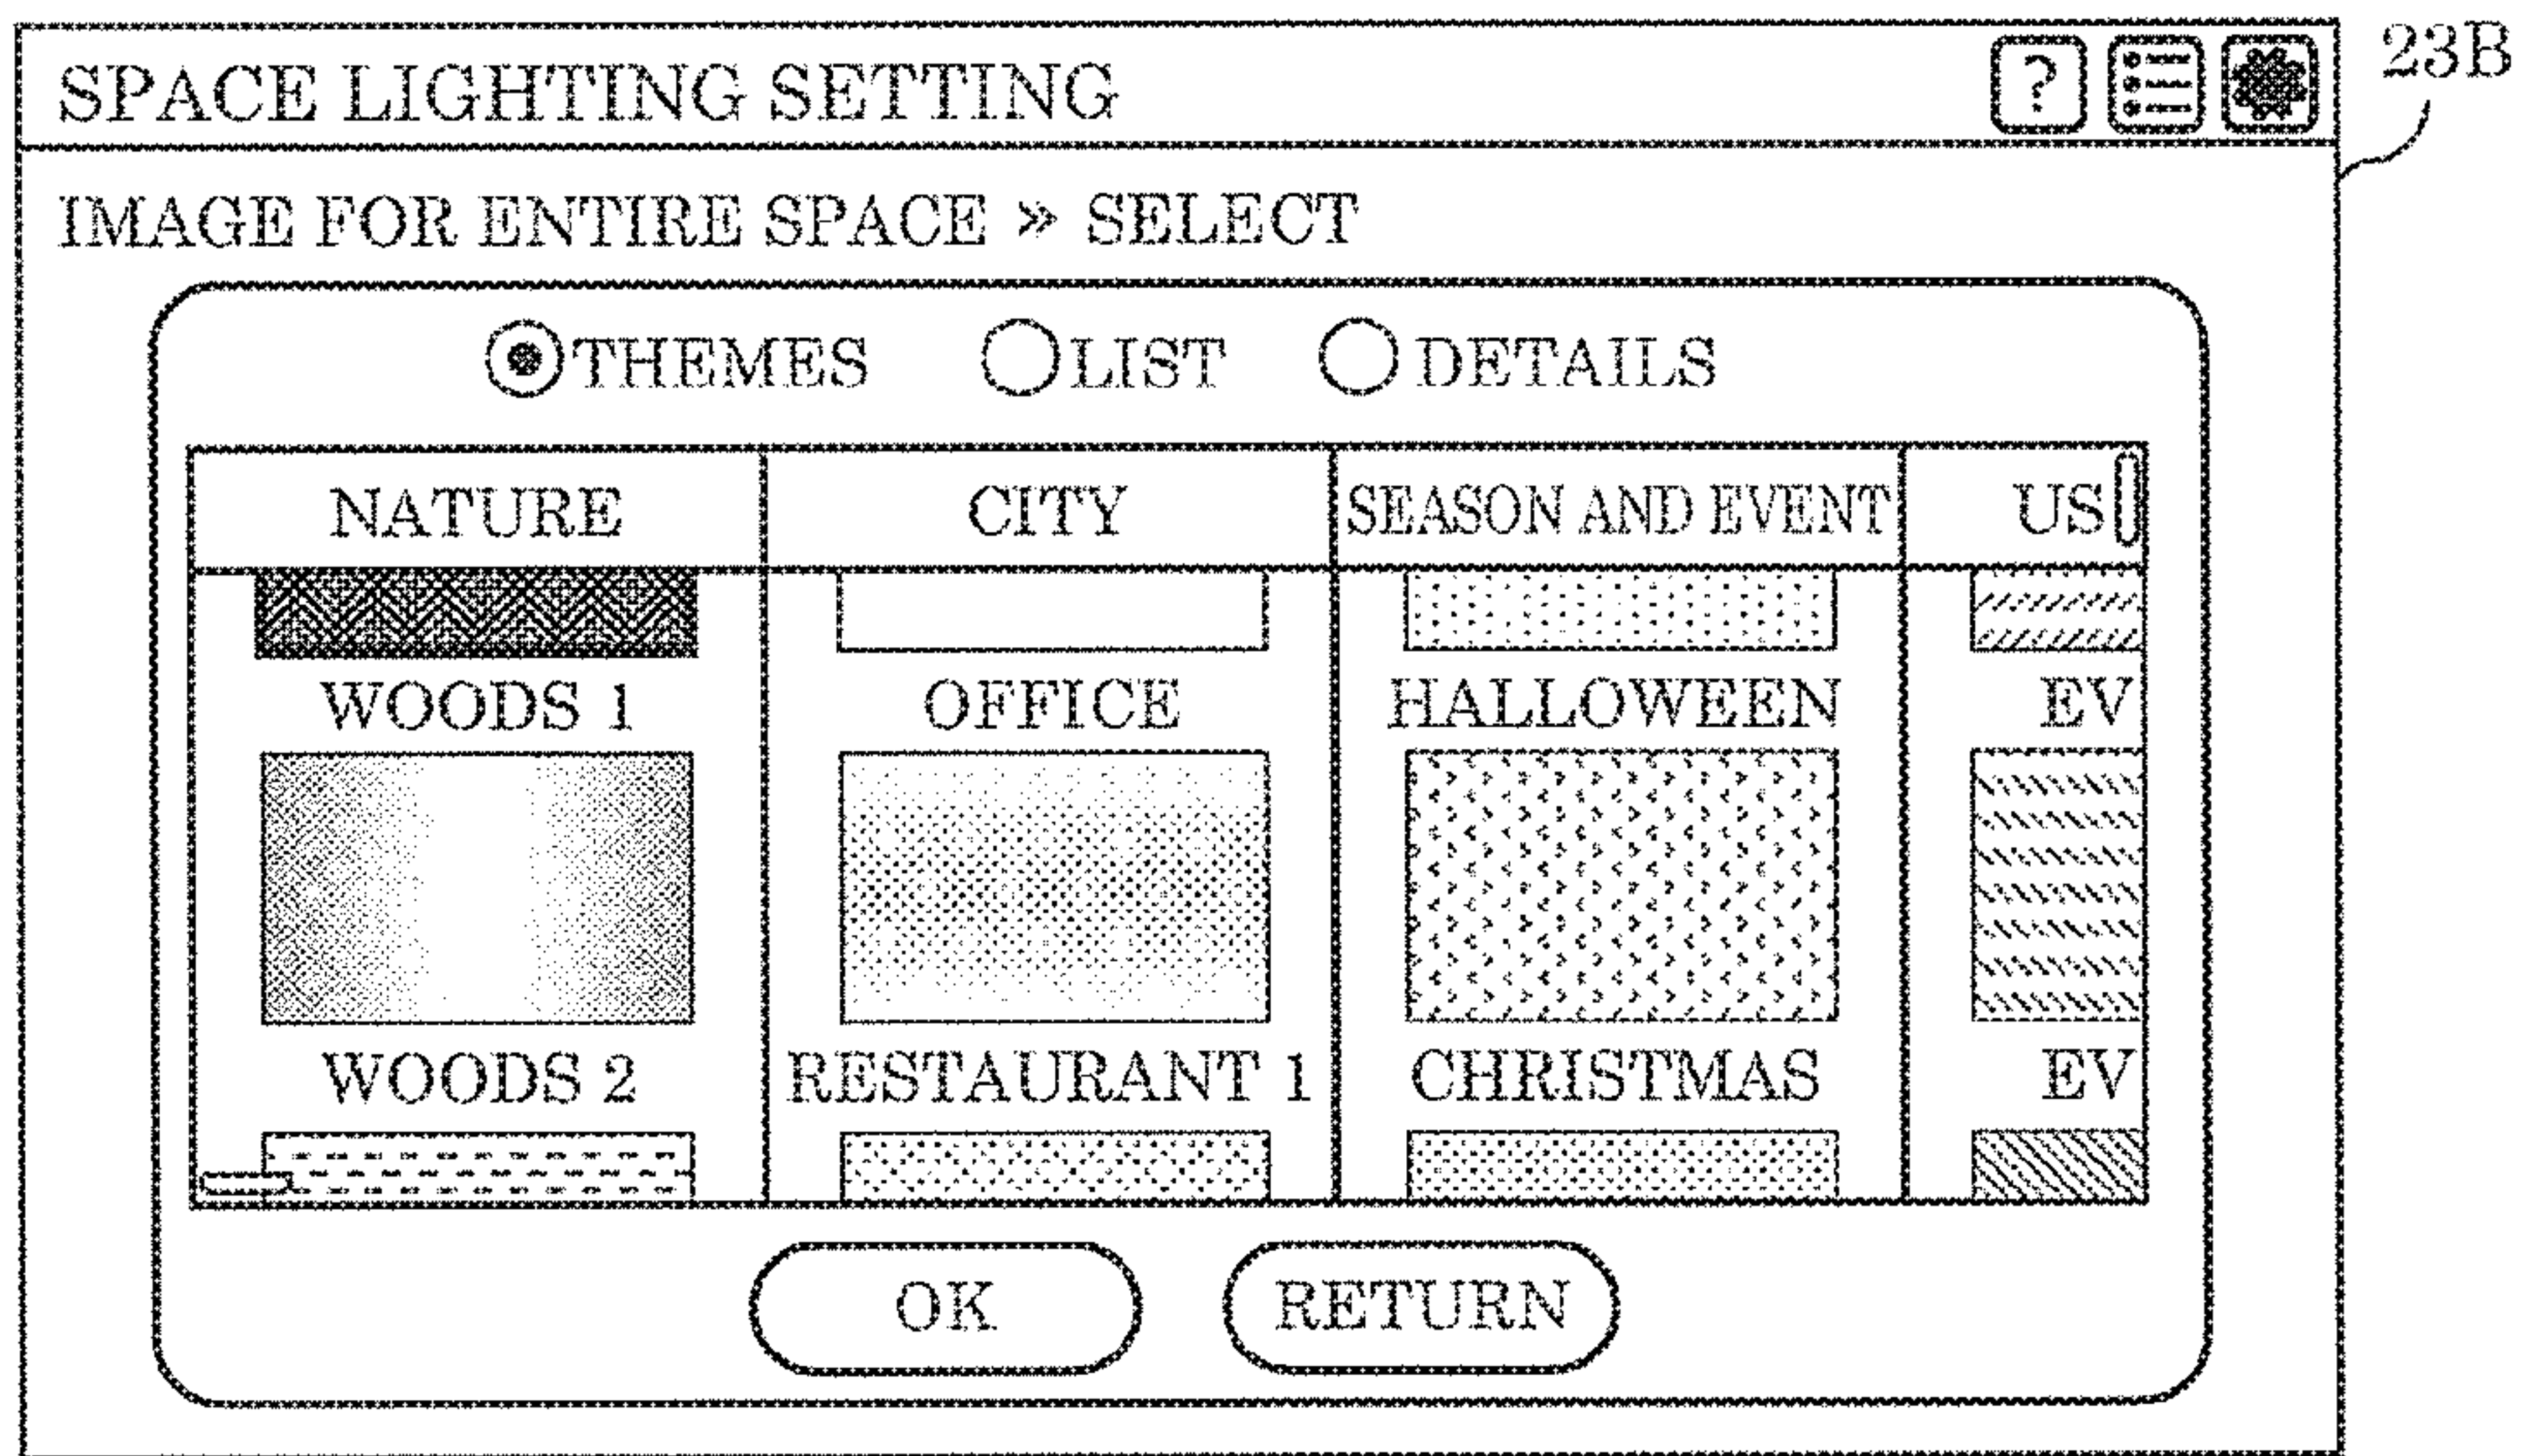 SPACE LIGHTING SETTING ?
23B
IMAGE FOR ENTIRE SPACE » SELECT
THEMES LIST DETAILS
NATURE CITY SEASON AND EVENT US
WOODS 1 OFFICE HALLOWEEN EV
WOODS 2 RESTAURANT 1 CHRISTMAS EV
OK RETURN